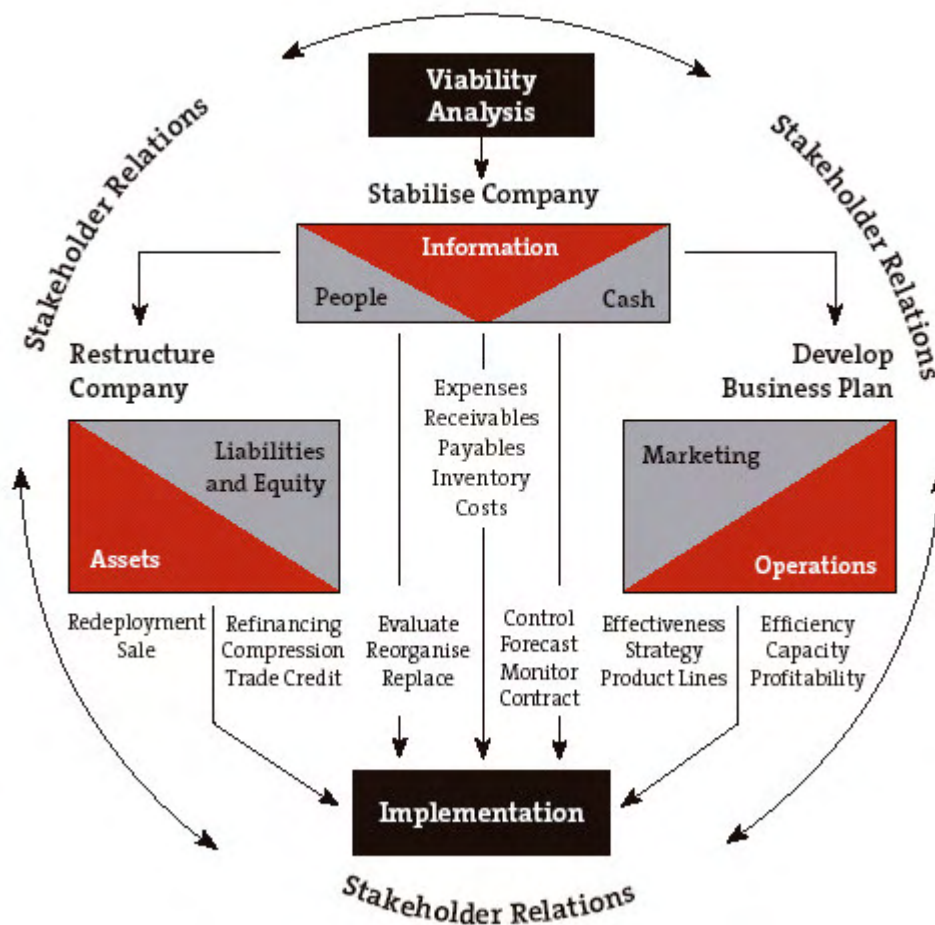 Viability
Analysis
Stakeholder Relations
Stakeholder Relations
Stabilise Company
Information
People
Cash
Restructure
Company
Develop
Business Plan
Expenses
Receivables
Payables
Inventory
Costs
Liabilities
and Equity
Assets
Marketing
Operations
Redeployment
Sale
Refinancing
Compression
Trade Credit
Evaluate
Reorganise
Replace
Control
Forecast
Monitor
Contract
Effectiveness
Strategy
Product Lines
Efficiency
Capacity
Profitability
Implementation
Stakeholder Relations